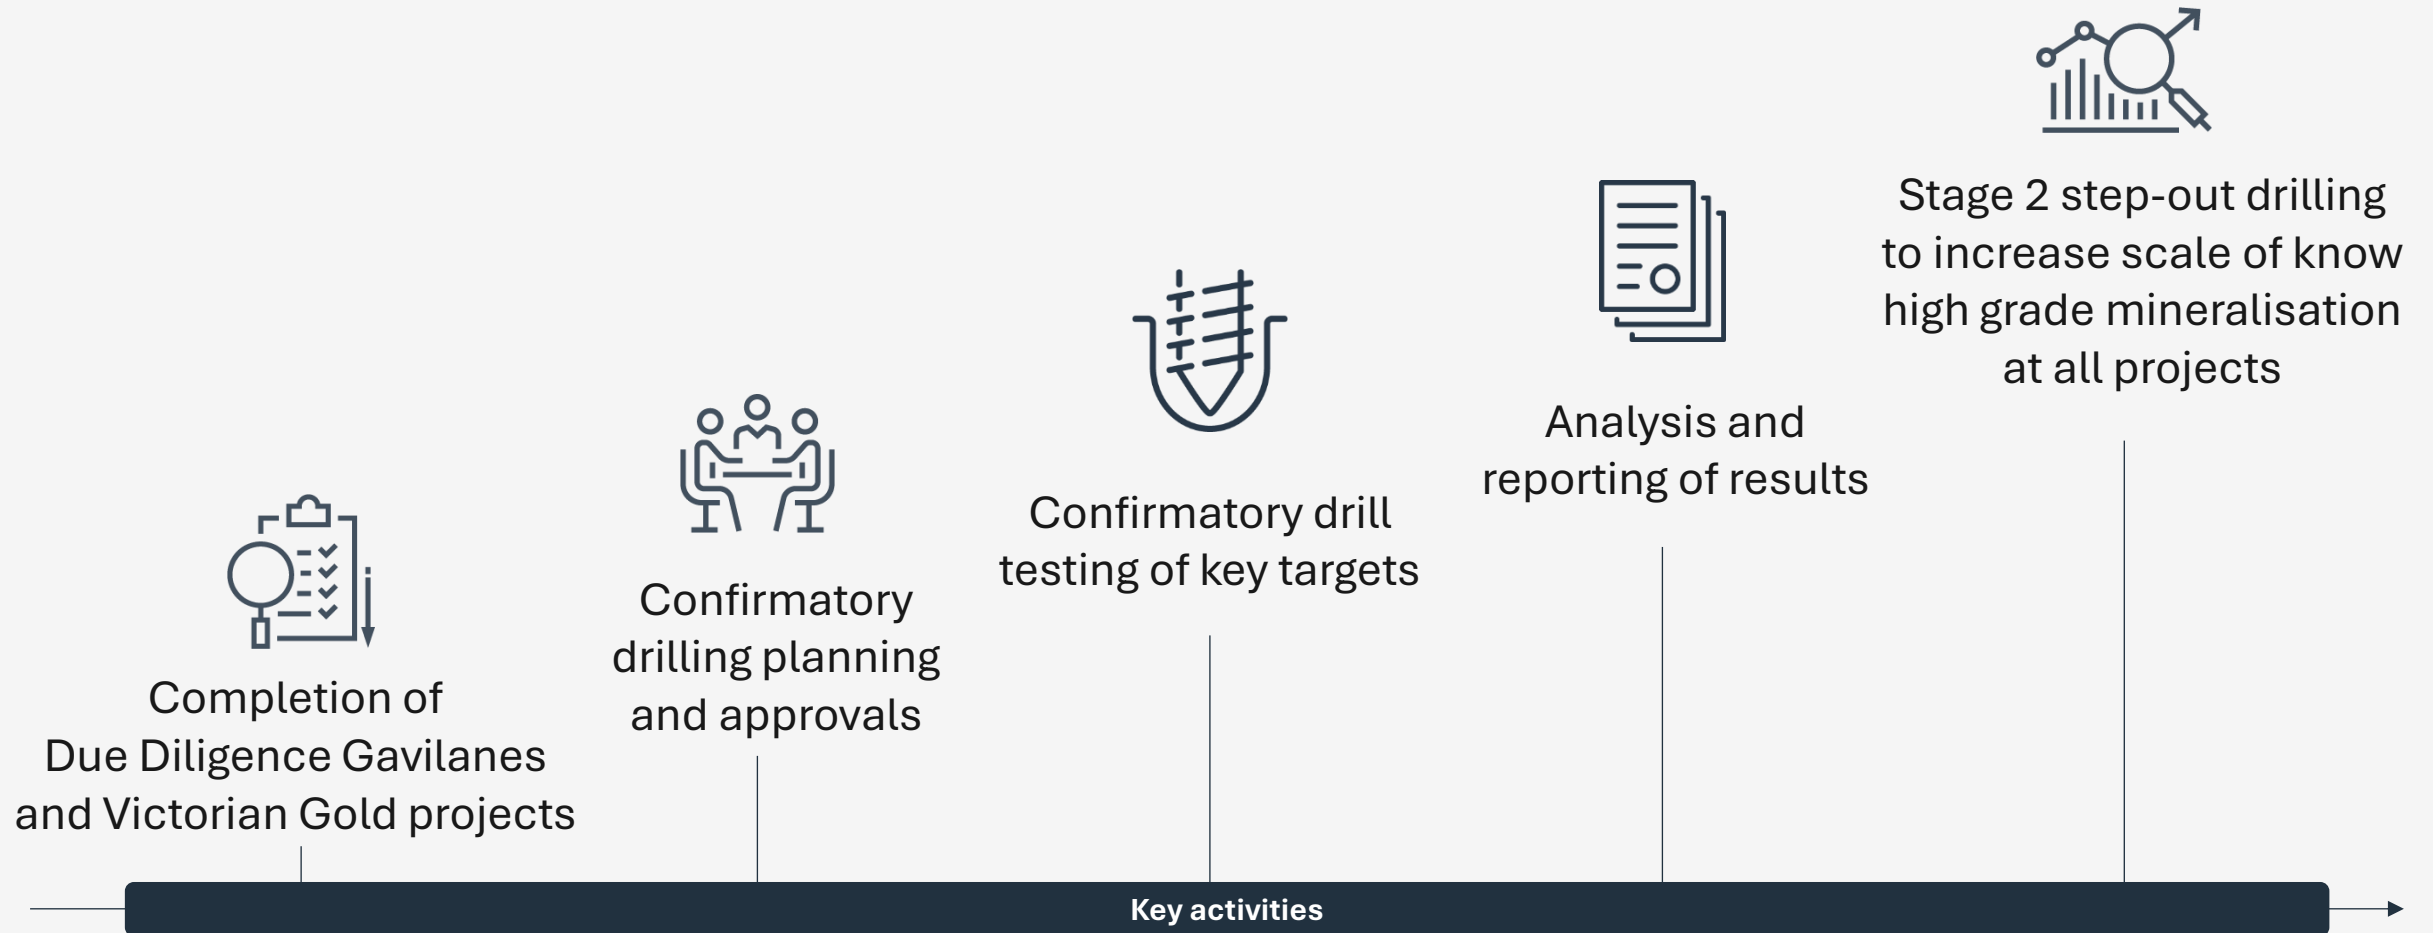 Completion of
Due Diligence Gavilanes
and Victorian Gold projects
Confirmatory
drilling planning
and approvals
Confirmatory drill
testing of key targets
Analysis and
reporting of results
Stage 2 step-out drilling
to increase scale of know
high grade mineralisation
at all projects
Key activities